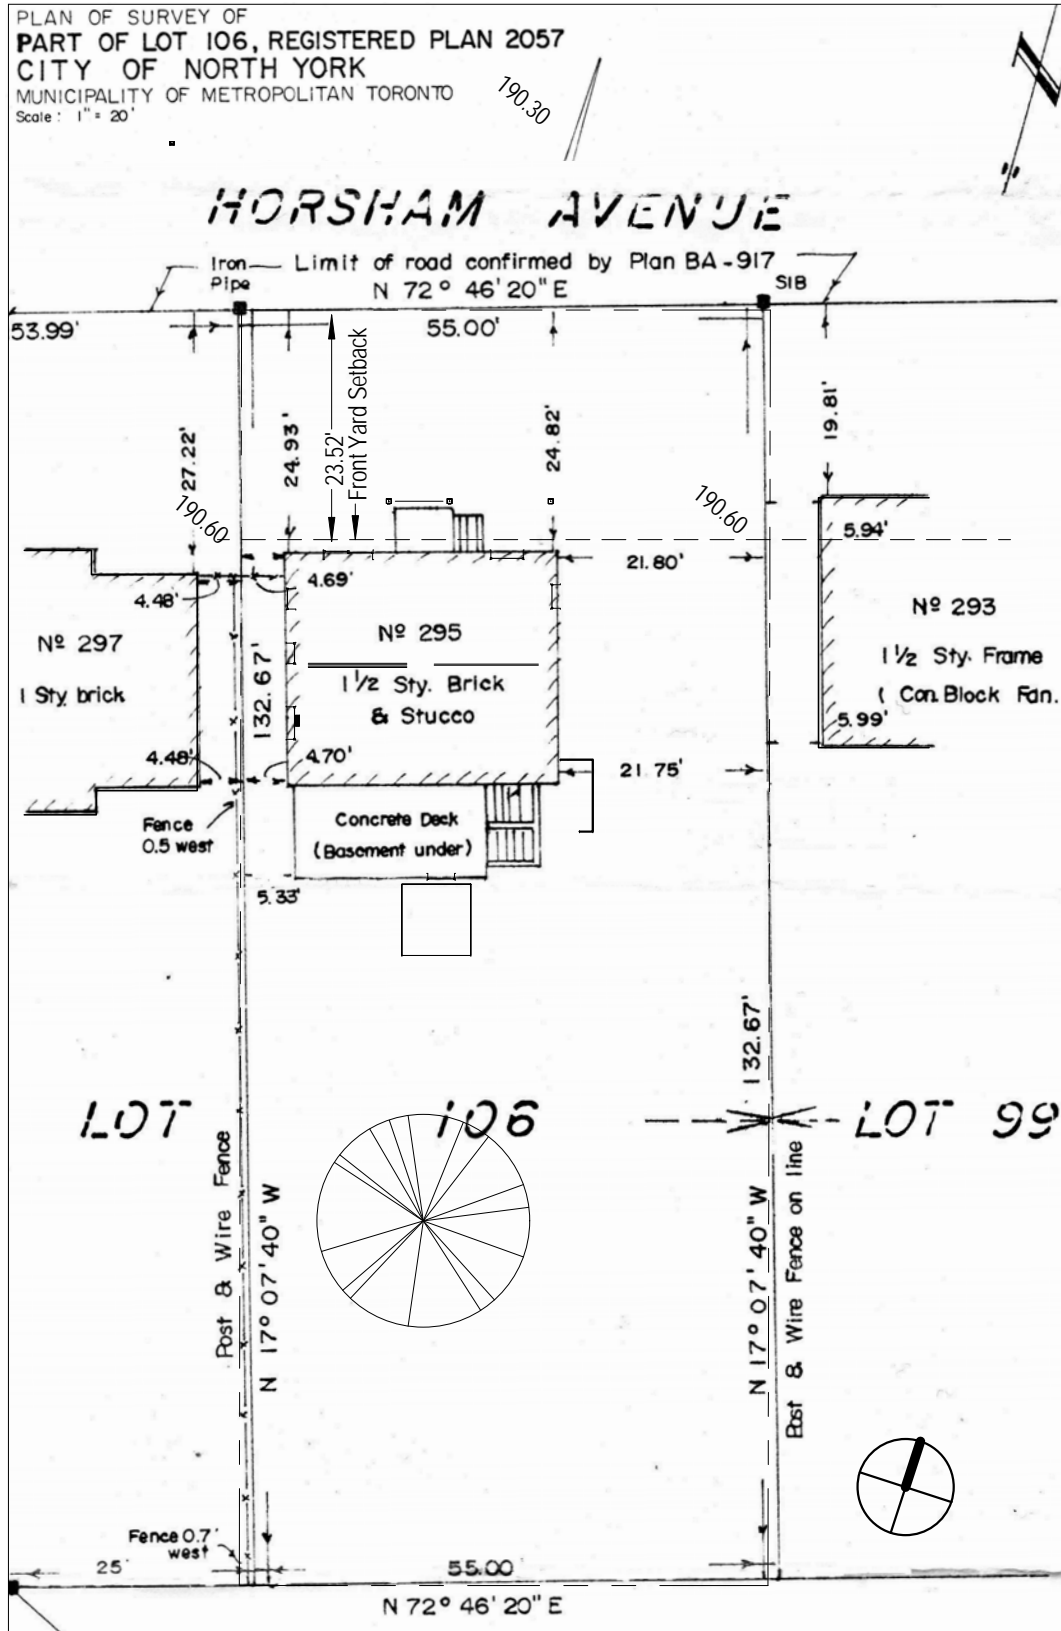 PLAN OF SURVEY OF
PART OF LOT 106, REGISTERED PLAN 2057
CITY OF NORTH YORK
MUNICIPALITY OF METROPOLITAN TORONTO
Scale: 1" = 20'
190.30
HORSHAM AVENUE
Iron Pipe
Limit of road confirmed by Plan BA-917
SIB
N 72° 46' 20" E
53.99'
55.00'
27.22'
24.93'
23.52'
Front Yard Setback
24.82'
19.81'
190.60
190.60
5.94'
21.80'
4.48'
4.69'
Nº 297
1 Sty. brick
Nº 295
1 1/2 Sty. Brick
& Stucco
Nº 293
1 1/2 Sty. Frame
( Con. Block Fdn.
132.67'
5.99'
4.48'
4.70'
21.75'
Fence
0.5 west
Concrete Deck
(Basement under)
5.33'
132.67'
LOT 106
LOT 99
Post & Wire Fence
N 17° 07' 40" W
N 17° 07' 40" W
Post & Wire Fence on line
Fence 0.7'
west
25'
55.00
N 72° 46' 20" E